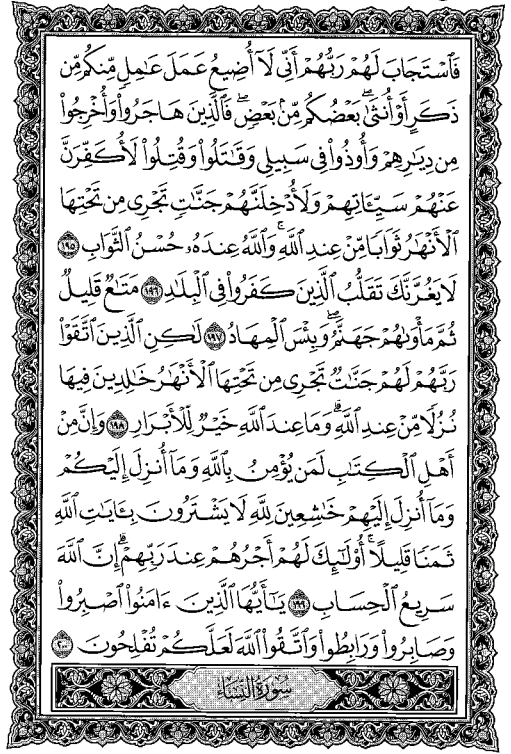 فَٱسْتَجَابَ لَهُمْ رَبُّهُمْ أَنِّي لَآ أُضِيعُ عَمَلَ عَٰمِلٍ مِّنكُم مِّن
ذَكَرٍ أَوْ أُنثَىٰۖ بَعْضُكُم مِّنۢ بَعْضٍۖ فَٱلَّذِينَ هَاجَرُوا۟ وَأُخْرِجُوا۟
مِن دِيَٰرِهِمْ وَأُوذُوا۟ فِي سَبِيلِي وَقَٰتَلُوا۟ وَقُتِلُوا۟ لَأُكَفِّرَنَّ
عَنْهُمْ سَيِّـَٔاتِهِمْ وَلَأُدْخِلَنَّهُمْ جَنَّٰتٍ تَجْرِي مِن تَحْتِهَا
ٱلْأَنْهَٰرُ ثَوَابًا مِّنْ عِندِ ٱللَّهِۗ وَٱللَّهُ عِندَهُۥ حُسْنُ ٱلثَّوَابِ ١٩٥
لَا يَغُرَّنَّكَ تَقَلُّبُ ٱلَّذِينَ كَفَرُوا۟ فِي ٱلْبِلَٰدِ ١٩٦ مَتَٰعٌ قَلِيلٌ
ثُمَّ مَأْوَىٰهُمْ جَهَنَّمُۖ وَبِئْسَ ٱلْمِهَادُ ١٩٧ لَٰكِنِ ٱلَّذِينَ ٱتَّقَوْا۟
رَبَّهُمْ لَهُمْ جَنَّٰتٌ تَجْرِي مِن تَحْتِهَا ٱلْأَنْهَٰرُ خَٰلِدِينَ فِيهَا
نُزُلًا مِّنْ عِندِ ٱللَّهِۗ وَمَا عِندَ ٱللَّهِ خَيْرٌ لِّلْأَبْرَارِ ١٩٨ وَإِنَّ مِنْ
أَهْلِ ٱلْكِتَٰبِ لَمَن يُؤْمِنُ بِٱللَّهِ وَمَآ أُنزِلَ إِلَيْكُمْ
وَمَآ أُنزِلَ إِلَيْهِمْ خَٰشِعِينَ لِلَّهِ لَا يَشْتَرُونَ بِـَٔايَٰتِ ٱللَّهِ
ثَمَنًا قَلِيلًاۗ أُو۟لَٰٓئِكَ لَهُمْ أَجْرُهُمْ عِندَ رَبِّهِمْۗ إِنَّ ٱللَّهَ
سَرِيعُ ٱلْحِسَابِ ١٩٩ يَٰٓأَيُّهَا ٱلَّذِينَ ءَامَنُوا۟ ٱصْبِرُوا۟
وَصَابِرُوا۟ وَرَابِطُوا۟ وَٱتَّقُوا۟ ٱللَّهَ لَعَلَّكُمْ تُفْلِحُونَ ٢٠٠
سُورَةُ النِّسَاءِ